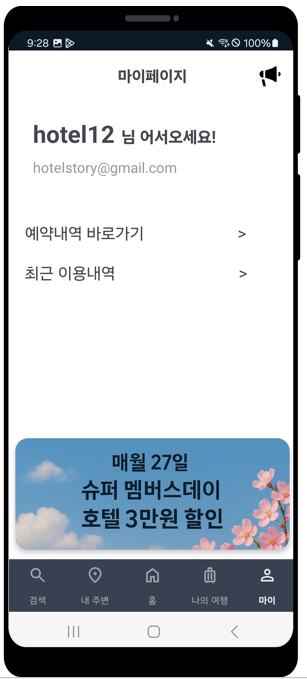 9:28 100%
마이페이지
hotel12 님 어서오세요!
hotelstory@gmail.com
예약내역 바로가기 >
최근 이용내역 >
매월 27일
슈퍼 멤버스데이
호텔 3만원 할인
검색 내 주변 홈 나의 여행 마이